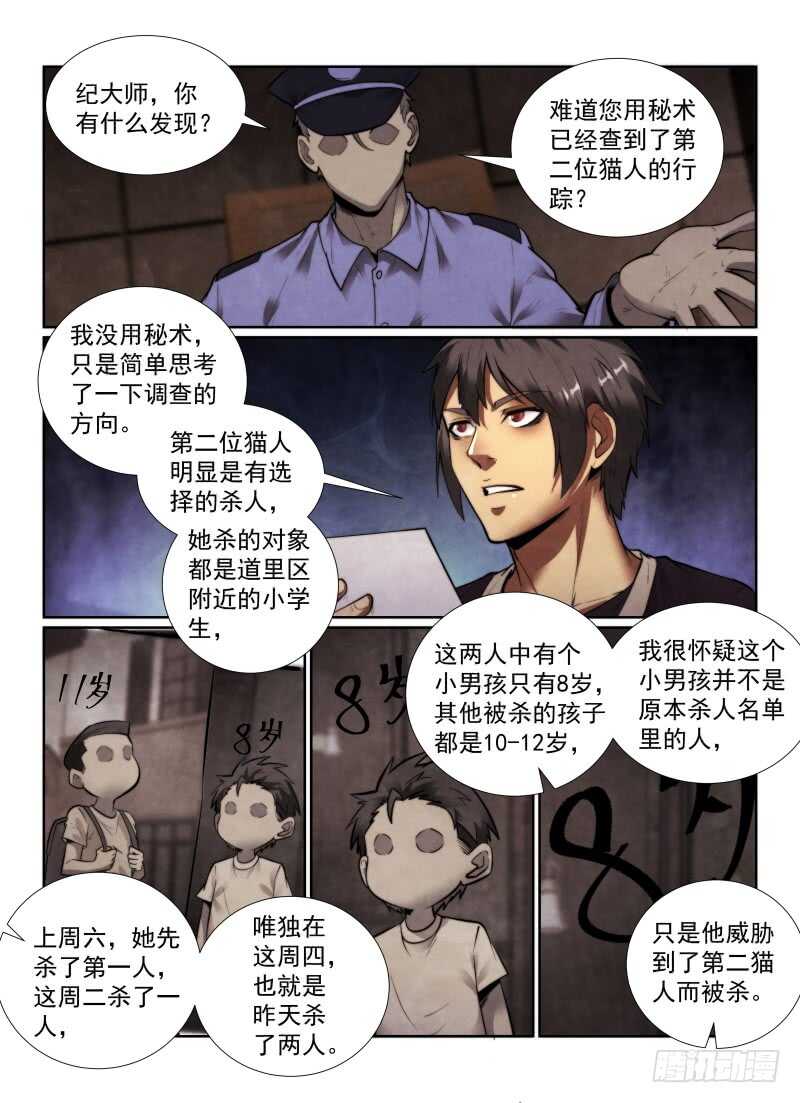 纪大师，你
有什么发现？
难道您用秘术
已经查到了第
二位猫人的行
踪？
我没用秘术，
只是简单思考
了一下调查的
方向。
第二位猫人
明显是有选
择的杀人，
她杀的对象
都是道里区
附近的小学
生，
上周六，她先
杀了第一人，
这周二杀了一
人，
唯独在
这周四，
也就是
昨天杀
了两人。
这两人中有个
小男孩只有8岁，
其他被杀的孩子
都是10-12岁，
我很怀疑这个
小男孩并不是
原本杀人名单
里的人，
只是他威胁
到了第二猫
人而被杀。
11岁
8岁
8岁
8岁
腾讯动漫